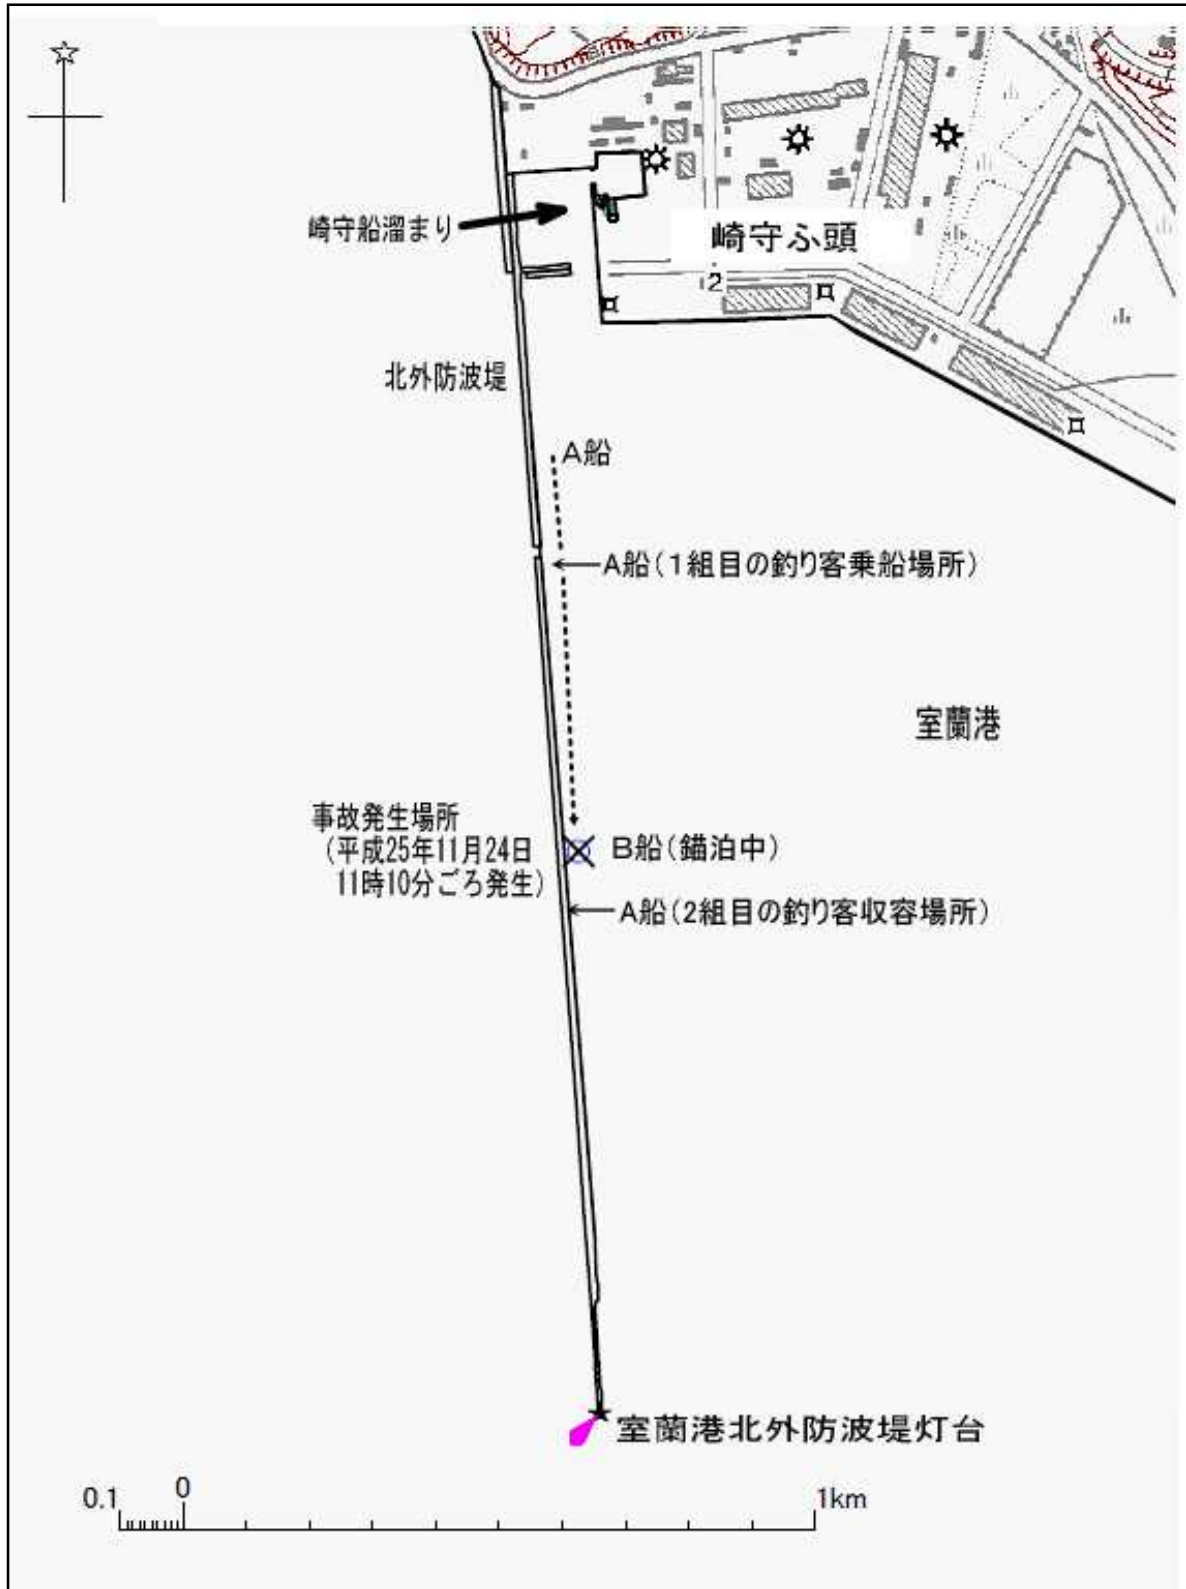 崎守船溜まり
崎守ふ頭
2
北外防波堤
A船
A船(1組目の釣り客乗船場所)
室蘭港
事故発生場所
(平成25年11月24日
11時10分ごろ発生)
B船(錨泊中)
A船(2組目の釣り客収容場所)
室蘭港北外防波堤灯台
0.1 0 1km